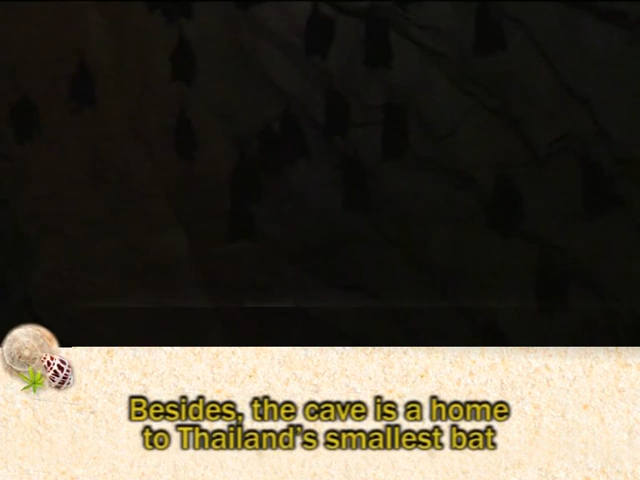 Besides, the cave is a home
to Thailand's smallest bat